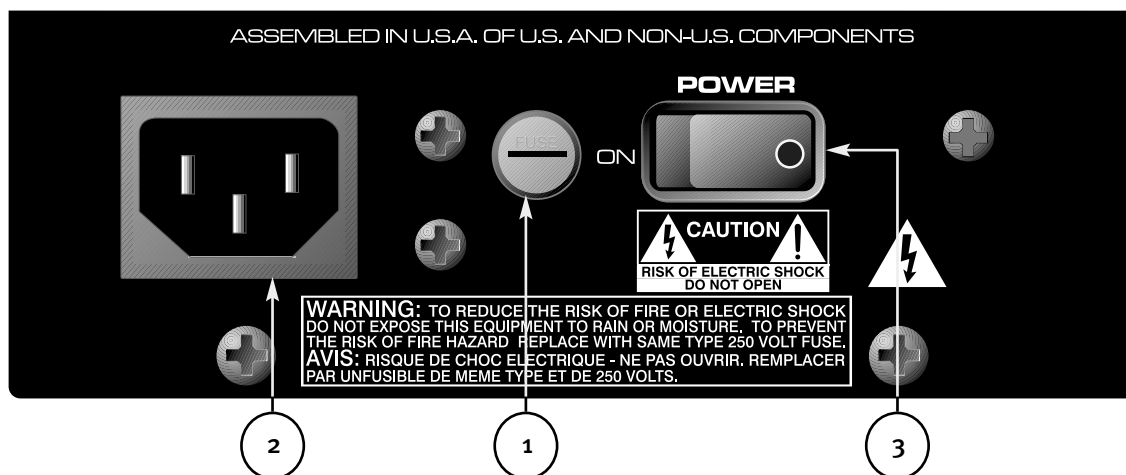 ASSEMBLED IN U.S.A. OF U.S. AND NON-U.S. COMPONENTS
POWER
FUSE
ON
CAUTION
RISK OF ELECTRIC SHOCK
DO NOT OPEN
WARNING: TO REDUCE THE RISK OF FIRE OR ELECTRIC SHOCK
DO NOT EXPOSE THIS EQUIPMENT TO RAIN OR MOISTURE, TO PREVENT
THE RISK OF FIRE HAZARD REPLACE WITH SAME TYPE 250 VOLT FUSE.
AVIS: RISQUE DE CHOC ELECTRIQUE - NE PAS OUVRIR. REMPLACER
PAR UNFUSIBLE DE MEME TYPE ET DE 250 VOLTS.
2
1
3